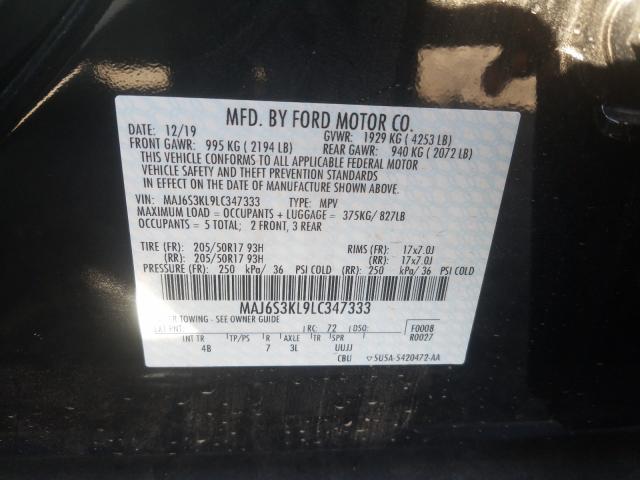 MFD. BY FORD MOTOR CO.
DATE: 12/19 GVWR: 1929 KG ( 4253 LB)
FRONT GAWR: 995 KG ( 2194 LB) REAR GAWR: 940 KG ( 2072 LB)
THIS VEHICLE CONFORMS TO ALL APPLICABLE FEDERAL MOTOR
VEHICLE SAFETY AND THEFT PREVENTION STANDARDS
IN EFFECT ON THE DATE OF MANUFACTURE SHOWN ABOVE.
VIN: MAJ6S3KL9LC347333 TYPE: MPV
MAXIMUM LOAD = OCCUPANTS + LUGGAGE = 375KG/ 827LB
OCCUPANTS = 5 TOTAL; 2 FRONT, 3 REAR
TIRE (FR): 205/50R17 93H RIMS (FR): 17x7.0J
(RR): 205/50R17 93H (RR): 17x7.0J
PRESSURE (FR): 250 kPa/ 36 PSI COLD (RR): 250 kPa/ 36 PSI COLD
MAJ6S3KL9LC347333
TOWING - SEE OWNER GUIDE
EXT PNT: RC: 72 DSO: F0008
R0027
INT TR TP/PS R AXLE TR SPR
4B 7 3L UUJJ
CBU 5U5A-5420472-AA